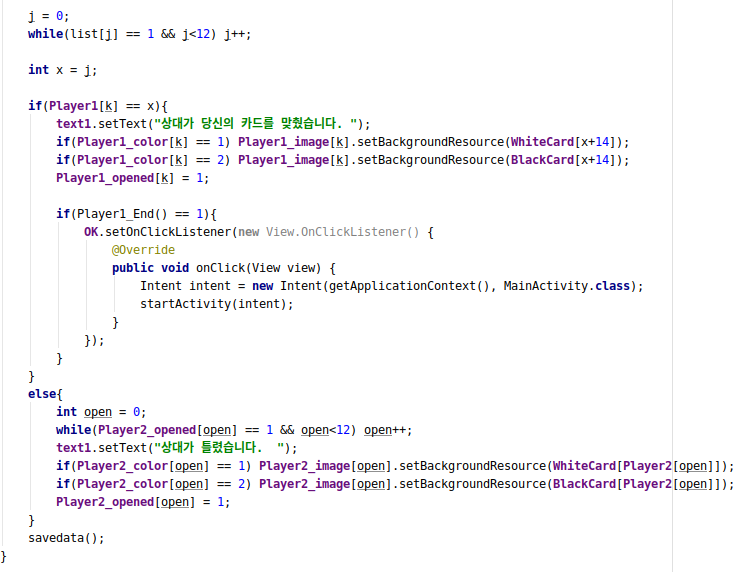 j = 0;
while(list[j] == 1 && j<12) j++;
int x = j;
if(Player1[k] == x){
text1.setText("상대가 당신의 카드를 맞췄습니다. ");
if(Player1_color[k] == 1) Player1_image[k].setBackgroundResource(WhiteCard[x+14]);
if(Player1_color[k] == 2) Player1_image[k].setBackgroundResource(BlackCard[x+14]);
Player1_opened[k] = 1;
if(Player1_End() == 1){
OK.setOnClickListener(new View.OnClickListener() {
@Override
public void onClick(View view) {
Intent intent = new Intent(getApplicationContext(), MainActivity.class);
startActivity(intent);
}
});
}
}
else{
int open = 0;
while(Player2_opened[open] == 1 && open<12) open++;
text1.setText("상대가 틀렸습니다.  ");
if(Player2_color[open] == 1) Player2_image[open].setBackgroundResource(WhiteCard[Player2[open]]);
if(Player2_color[open] == 2) Player2_image[open].setBackgroundResource(BlackCard[Player2[open]]);
Player2_opened[open] = 1;
}
savedata();
}